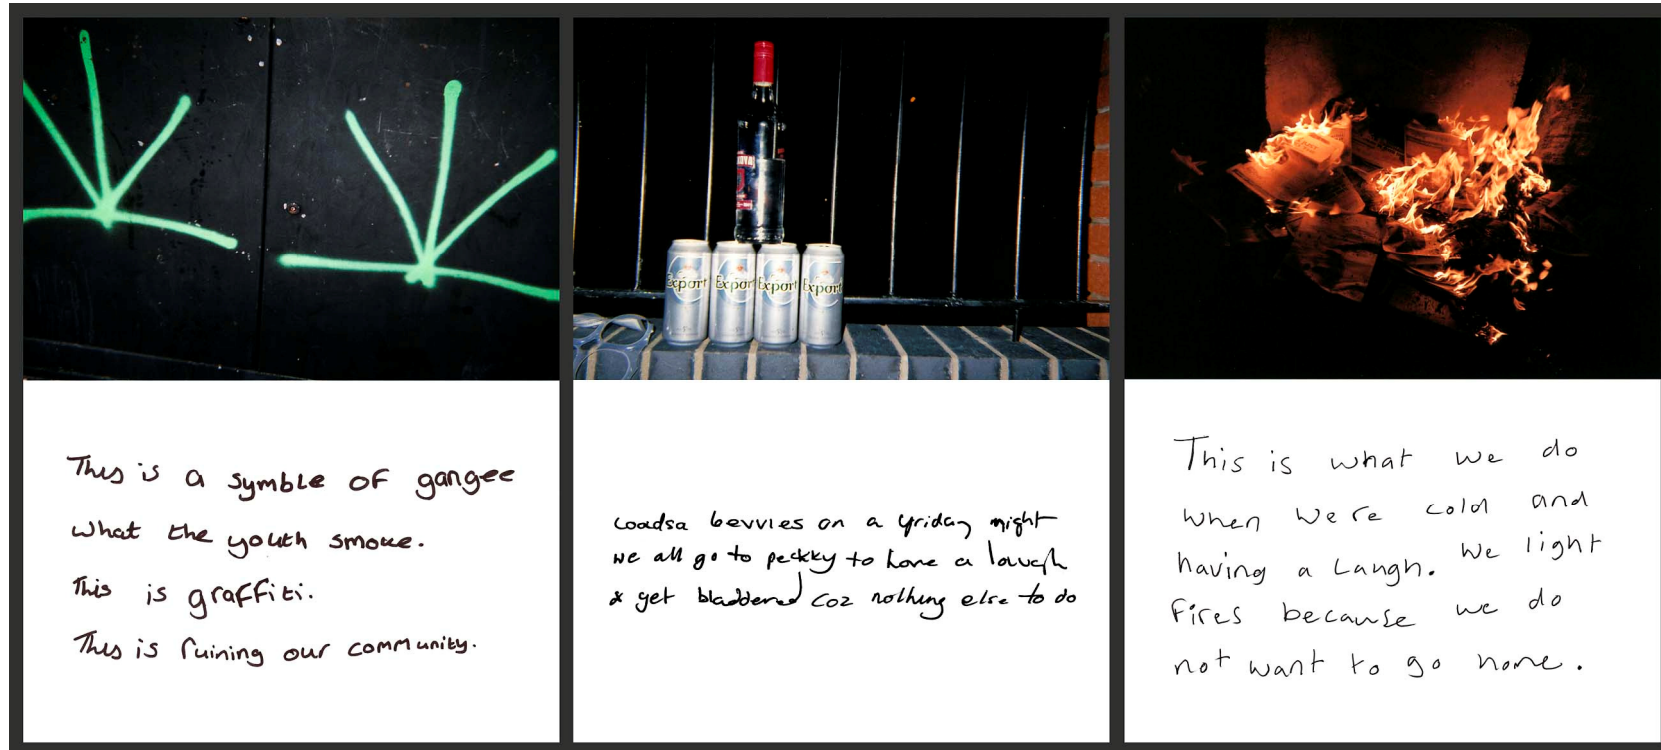 Export Export Export Export
This is a symble of gangee
what the youth smoke.
This is graffiti.
This is ruining our community.
Loadsa bevvies on a friday night
we all go to peckky to have a laugh
& get bladdered coz nothing else to do
This is what we do
when we're cold and
having a Laugh. We light
fires because we do
not want to go home.